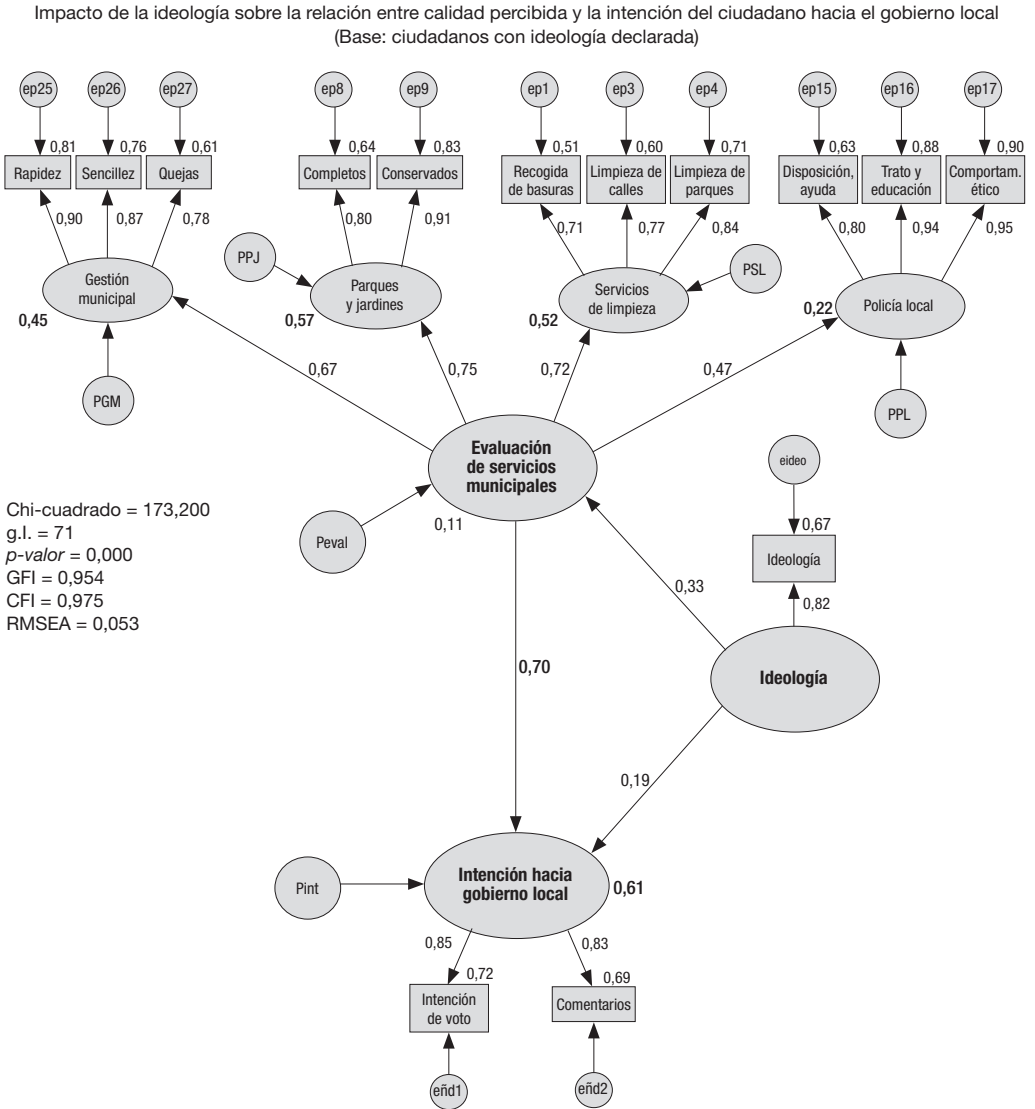 Impacto de la ideología sobre la relación entre calidad percibida y la intención del ciudadano hacia el gobierno local
(Base: ciudadanos con ideología declarada)
ep25
ep26
ep27
ep8
ep9
ep1
ep3
ep4
ep15
ep16
ep17
0,81
0,76
0,61
0,64
0,83
0,51
0,60
0,71
0,63
0,88
0,90
Rapidez
Sencillez
Quejas
Completos
Conservados
Recogida
de basuras
Limpieza de
calles
Limpieza de
parques
Disposición,
ayuda
Trato y
educación
Comportam.
ético
0,90
0,87
0,78
0,80
0,91
0,71
0,77
0,84
0,80
0,94
0,95
PPJ
PSL
Gestión
municipal
Parques
y jardines
Servicios
de limpieza
Policía local
0,45
0,57
0,52
0,22
PGM
PPL
0,67
0,75
0,72
0,47
Evaluación
de servicios
municipales
0,11
Peval
eideo
0,67
Ideología
0,82
Chi-cuadrado = 173,200
g.l. = 71
p-valor = 0,000
GFI = 0,954
CFI = 0,975
RMSEA = 0,053
0,33
0,70
Ideología
0,19
Pint
Intención hacia
gobierno local
0,61
0,85
0,83
0,72
0,69
Intención
de voto
Comentarios
eñd1
eñd2